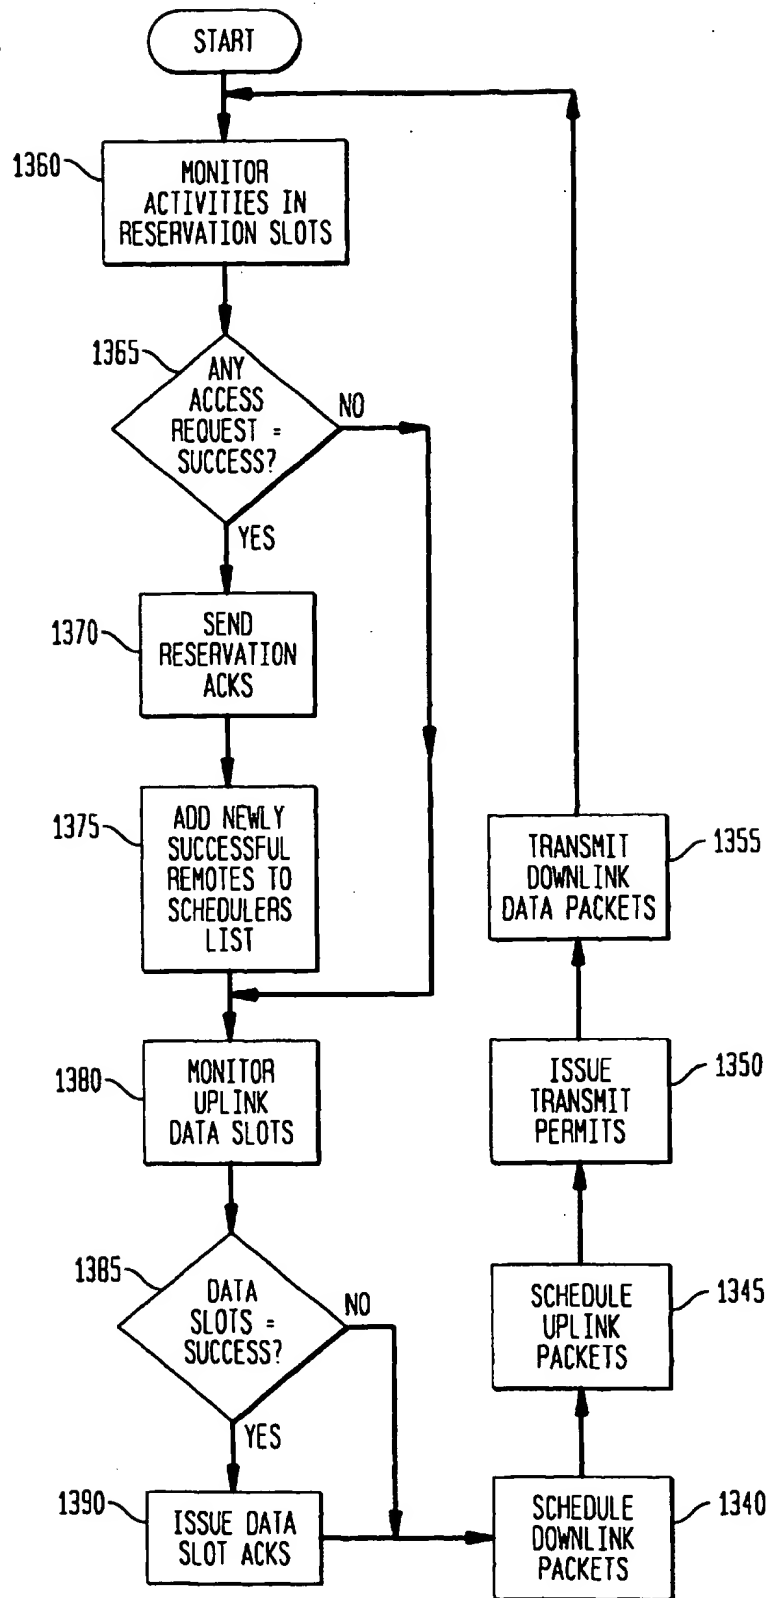 START
1360
MONITOR
ACTIVITIES IN
RESERVATION SLOTS
1365
ANY
ACCESS
REQUEST =
SUCCESS?
NO
YES
1370
SEND
RESERVATION
ACKS
1375
ADD NEWLY
SUCCESSFUL
REMOTES TO
SCHEDULERS
LIST
1380
MONITOR
UPLINK
DATA SLOTS
1385
DATA
SLOTS =
SUCCESS?
NO
YES
1390
ISSUE DATA
SLOT ACKS
SCHEDULE
DOWNLINK
PACKETS
1340
SCHEDULE
UPLINK
PACKETS
1345
ISSUE
TRANSMIT
PERMITS
1350
TRANSMIT
DOWNLINK
DATA PACKETS
1355